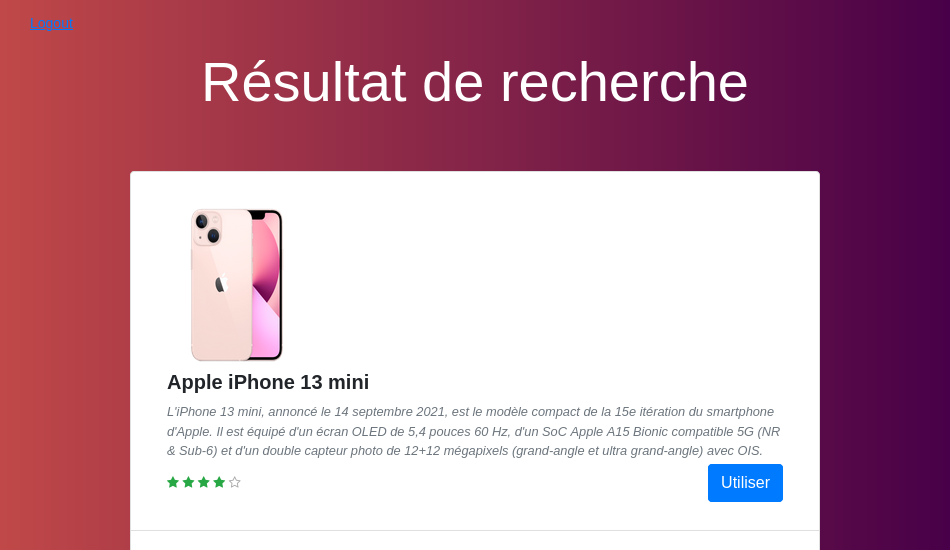 Logout
Résultat de recherche
Apple iPhone 13 mini
L'iPhone 13 mini, annoncé le 14 septembre 2021, est le modèle compact de la 15e itération du smartphone
d'Apple. Il est équipé d'un écran OLED de 5,4 pouces 60 Hz, d'un SoC Apple A15 Bionic compatible 5G (NR
& Sub-6) et d'un double capteur photo de 12+12 mégapixels (grand-angle et ultra grand-angle) avec OIS.
Utiliser